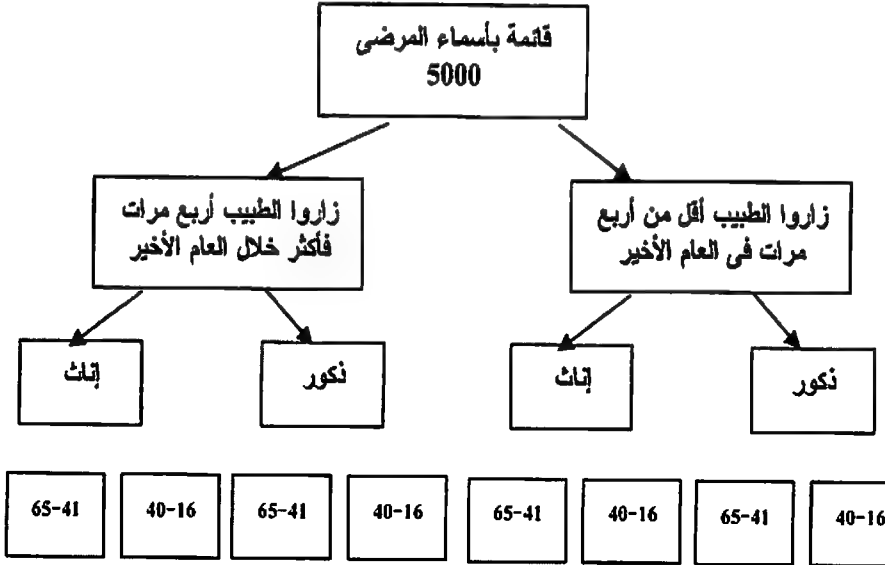 قائمة بأسماء المرضى
5000
زاروا الطبيب أقل من أربع
مرات فى العام الأخير
زاروا الطبيب أربع مرات
فأكثر خلال العام الأخير
ذكور
إناث
ذكور
إناث
40-16
65-41
40-16
65-41
40-16
65-41
40-16
65-41